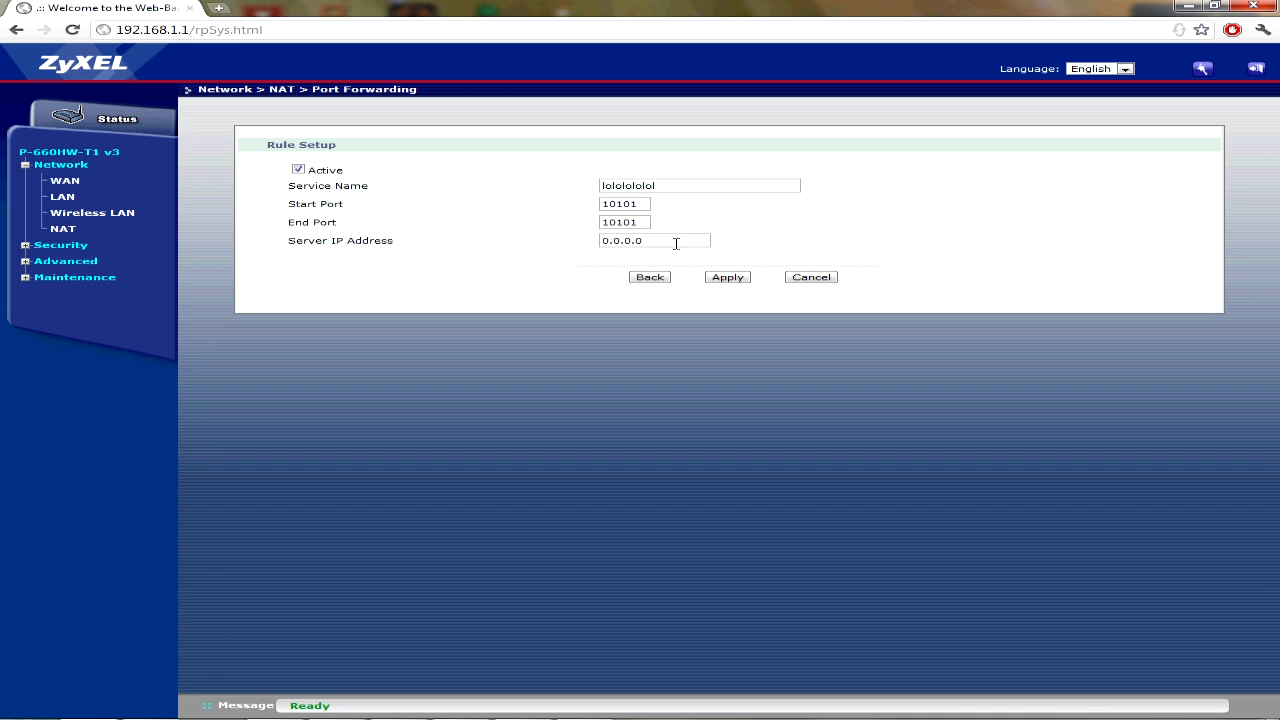 .:: Welcome to the Web-Ba
192.168.1.1/rpSys.html
ZyXEL
Language: English
Network > NAT > Port Forwarding
Status
P-660HW-T1 v3
Network
WAN
LAN
Wireless LAN
NAT
Security
Advanced
Maintenance
Rule Setup
Active
Service Name lolololololol
Start Port 10101
End Port 10101
Server IP Address 0.0.0.0
Back Apply Cancel
Message Ready